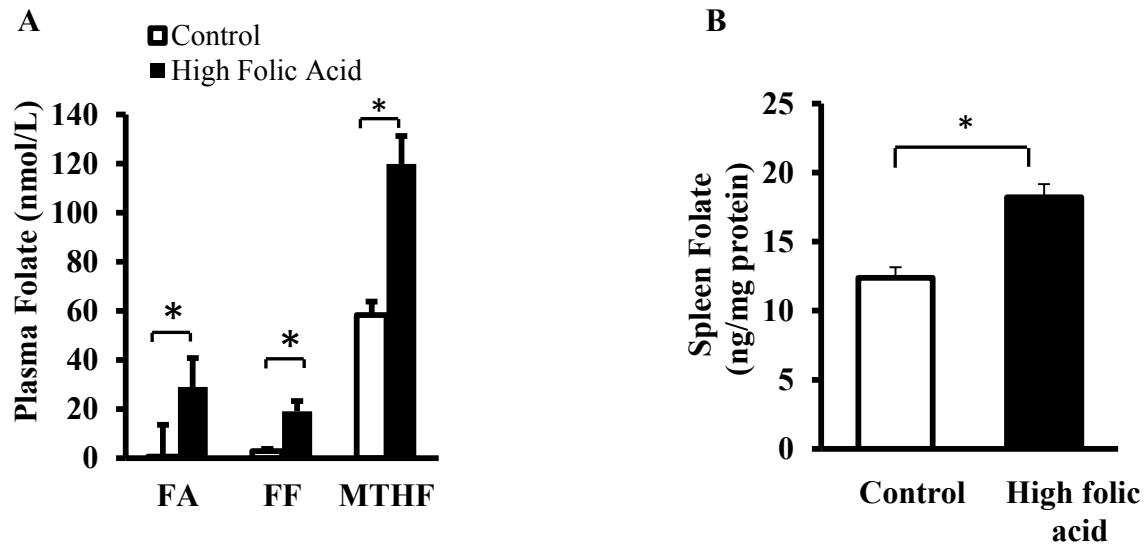 A
Control
High Folic Acid
Plasma Folate (nmol/L)
140
120
100
80
60
40
20
0
*
*
*
FA FF MTHF
B
Spleen Folate
(ng/mg protein)
25
20
15
10
5
0
*
Control High folic
acid